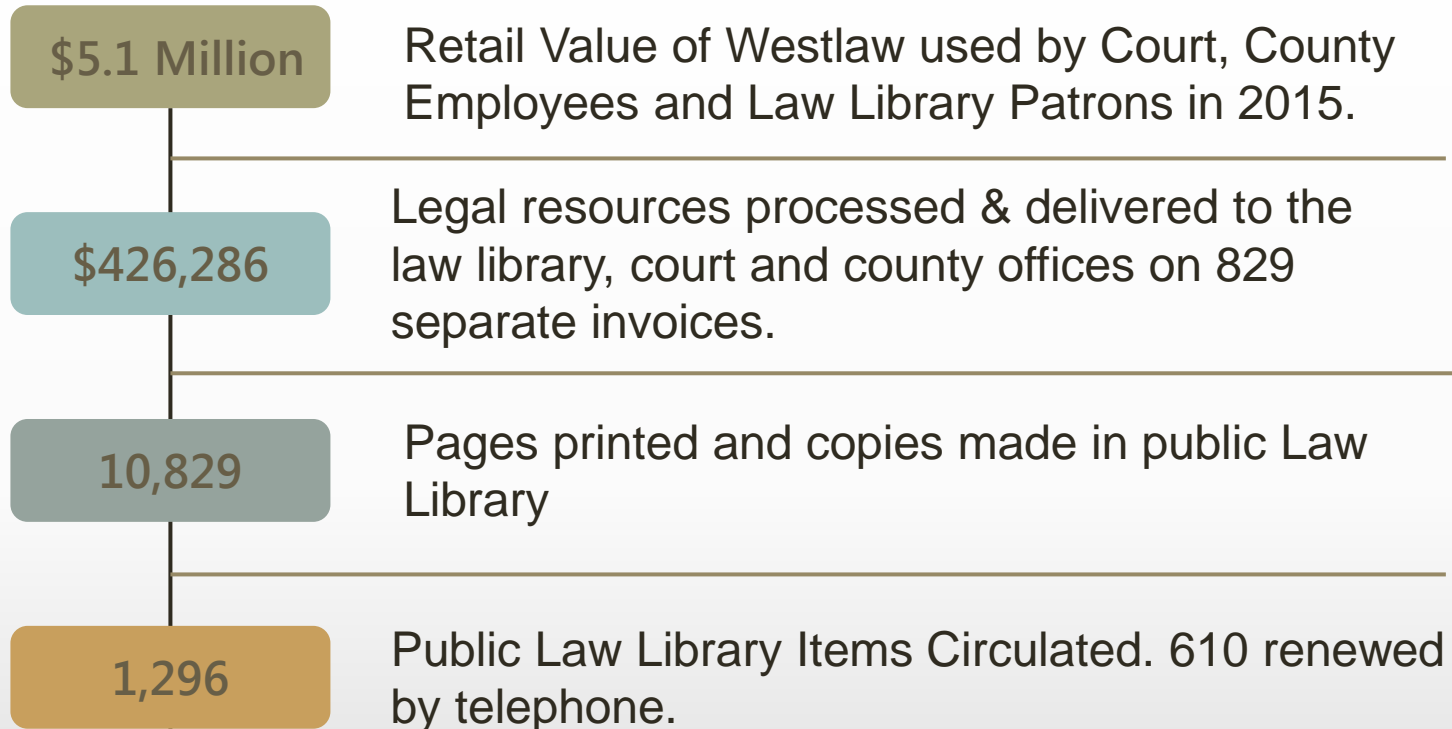 $5.1 Million
Retail Value of Westlaw used by Court, County
Employees and Law Library Patrons in 2015.
$426,286
Legal resources processed & delivered to the
law library, court and county offices on 829
separate invoices.
10,829
Pages printed and copies made in public Law
Library
1,296
Public Law Library Items Circulated. 610 renewed
by telephone.